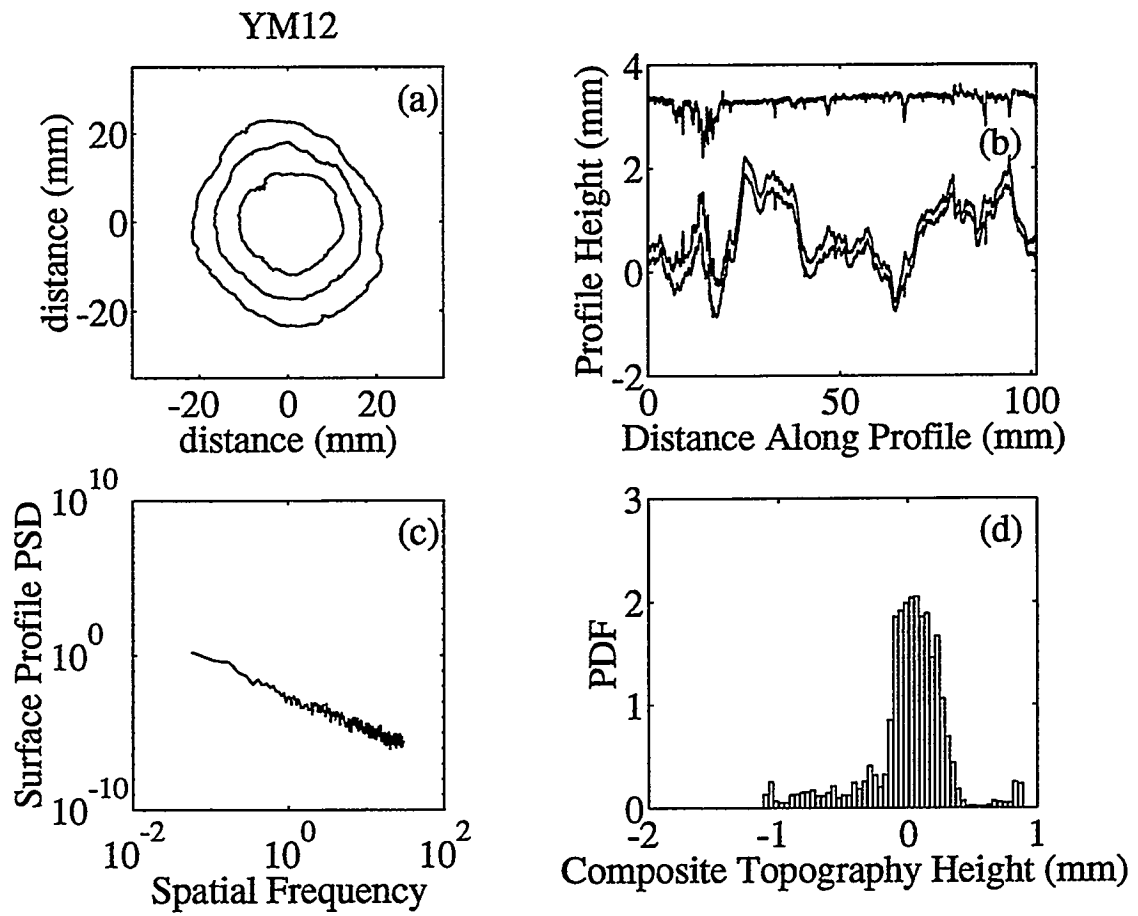 YM12
(a)
20
0
-20
distance (mm)
-20 0 20
distance (mm)
(b)
4
2
0
-2
Profile Height (mm)
0 50 100
Distance Along Profile (mm)
(c)
10^10
10^0
10^-10
Surface Profile PSD
10^-2 10^0 10^2
Spatial Frequency
(d)
3
2
1
0
PDF
-2 -1 0 1
Composite Topography Height (mm)